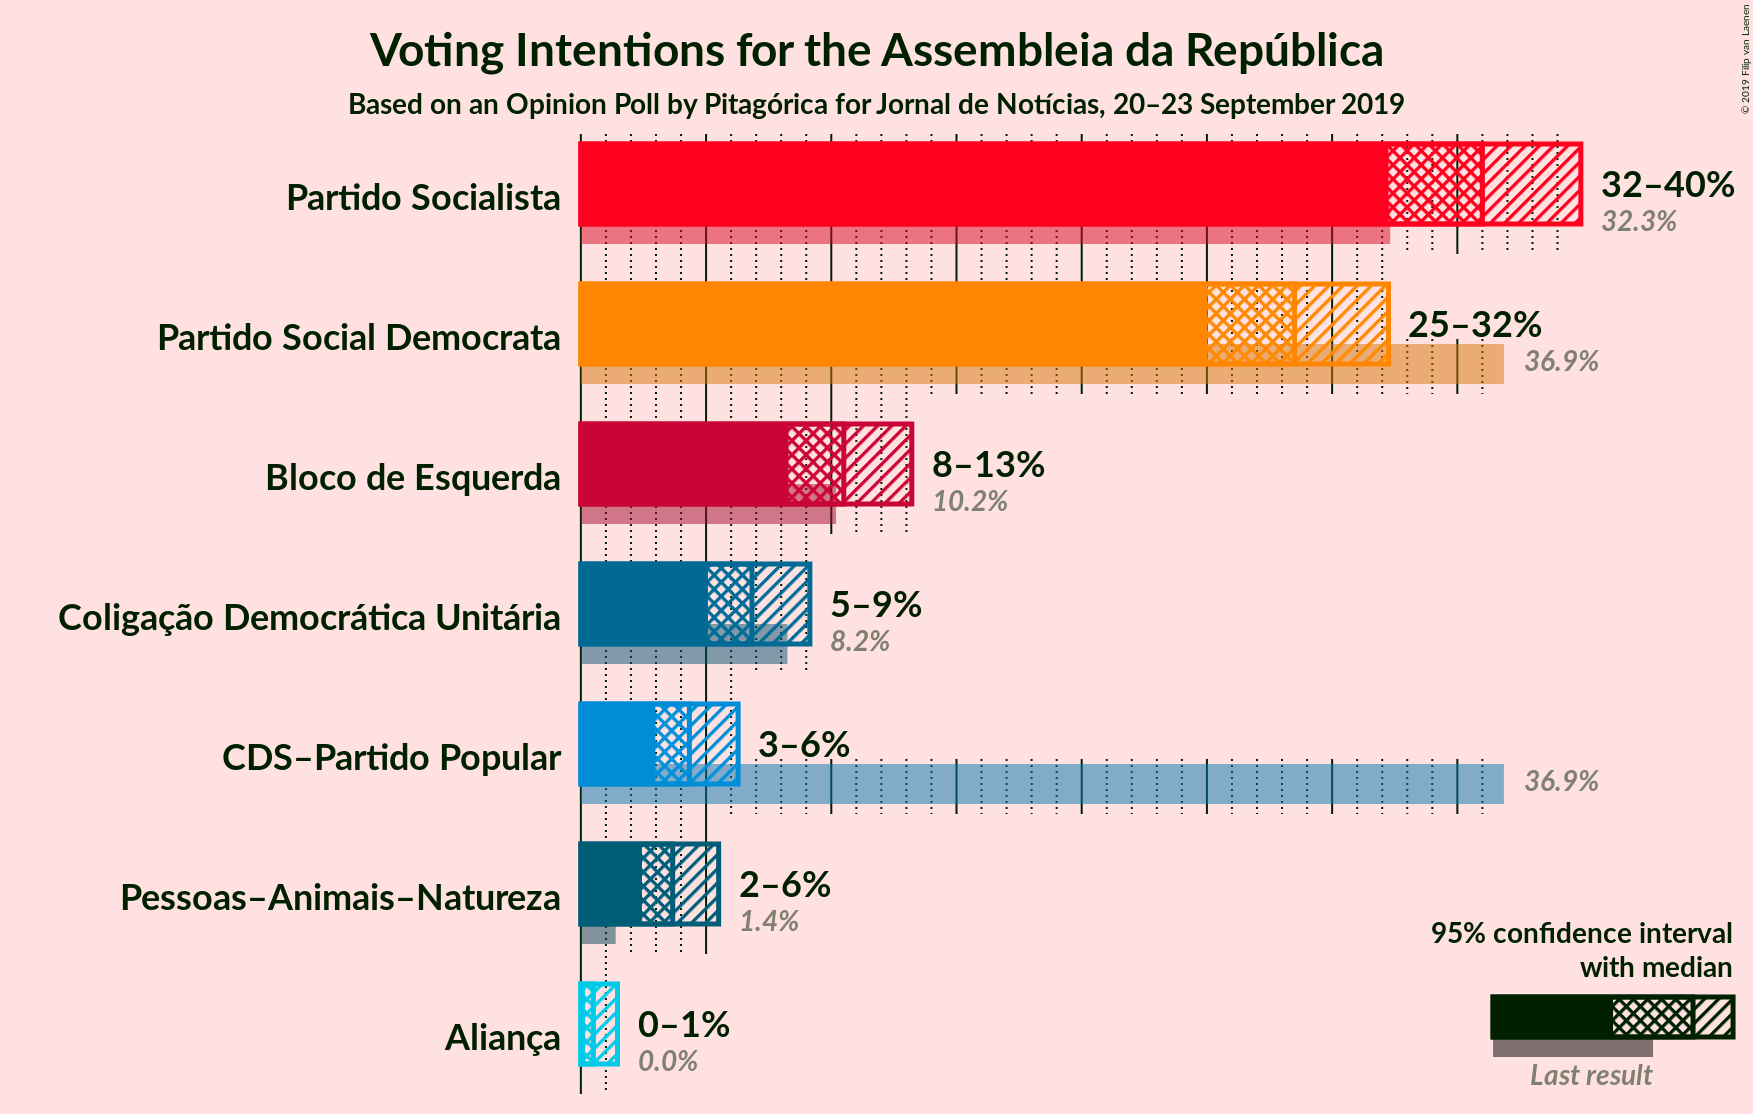 Voting Intentions for the Assembleia da República
Based on an Opinion Poll by Pitagórica for Jornal de Notícias, 20–23 September 2019
© 2019 Filip van Laenen
Partido Socialista
32–40%
32.3%
Partido Social Democrata
25–32%
36.9%
Bloco de Esquerda
8–13%
10.2%
Coligação Democrática Unitária
5–9%
8.2%
CDS–Partido Popular
3–6%
36.9%
Pessoas–Animais–Natureza
2–6%
1.4%
Aliança
0–1%
0.0%
95% confidence interval
with median
Last result